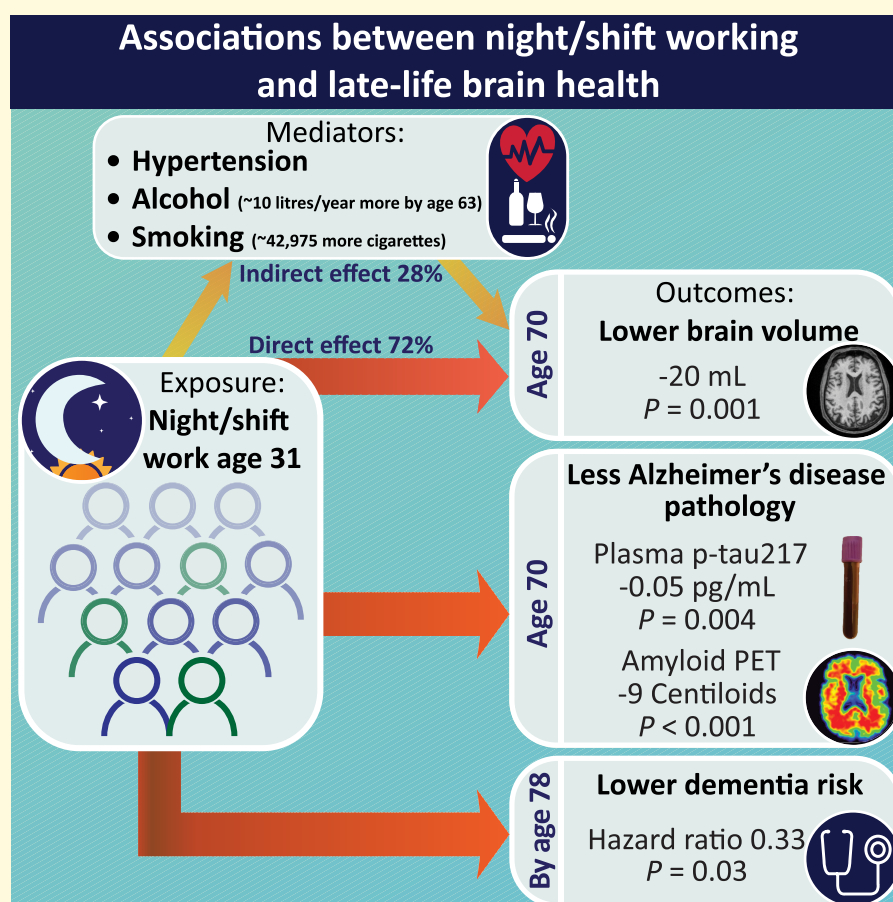 Associations between night/shift working
and late-life brain health
Mediators:
• Hypertension
• Alcohol (~10 litres/year more by age 63)
• Smoking (~42,975 more cigarettes)
Indirect effect 28%
Direct effect 72%
Exposure:
Night/shift
work age 31
Age 70
Outcomes:
Lower brain volume
-20 mL
P = 0.001
Age 70
Less Alzheimer's disease
pathology
Plasma p-tau217
-0.05 pg/mL
P = 0.004
Amyloid PET
-9 Centiloids
P < 0.001
By age 78
Lower dementia risk
Hazard ratio 0.33
P = 0.03